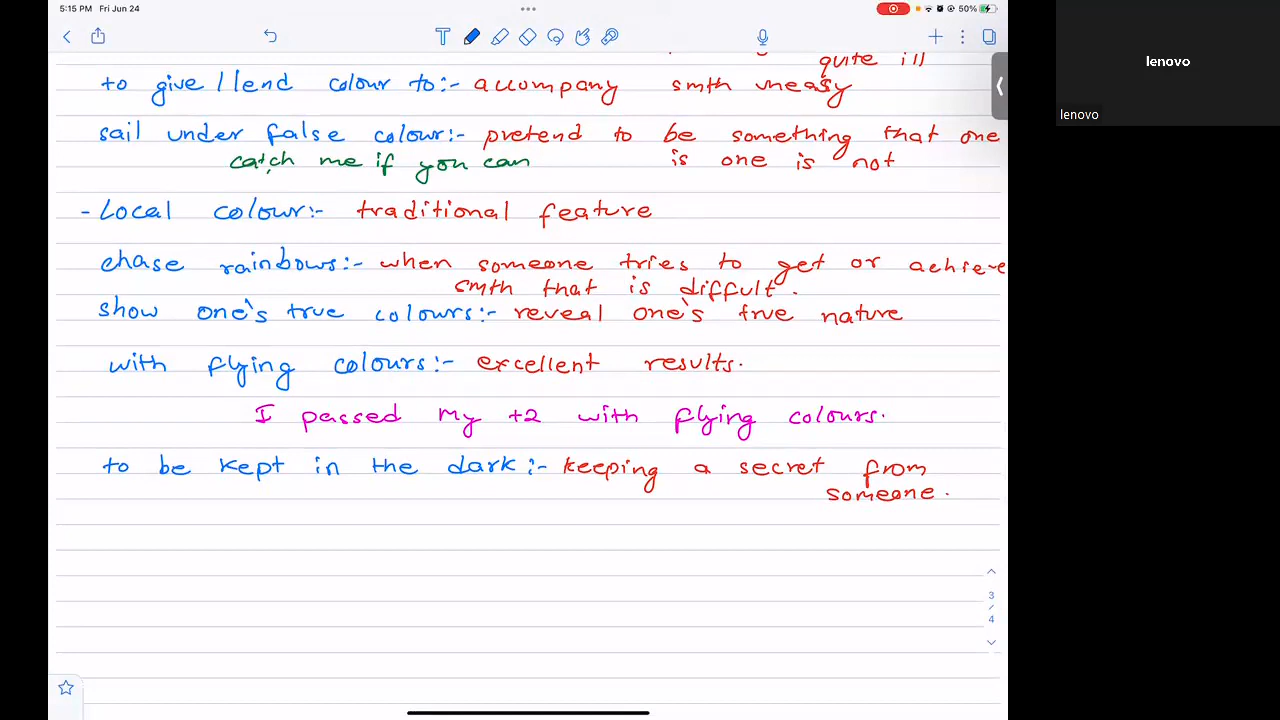 5:15 PM Fri Jun 24
50%
quite ill
to give / lend colour to:- accompany smth uneasy
sail under false colour:- pretend to be something that one
catch me if you can is one is not
- Local colour:- traditional feature
chase rainbows:- when someone tries to get or achieve
smth that is diffult.
show one's true colours:- reveal one's true nature
with flying colours:- excellent results.
I passed My +2 with flying colours.
to be kept in the dark:- keeping a secret from
someone.
3
/
4
lenovo
lenovo